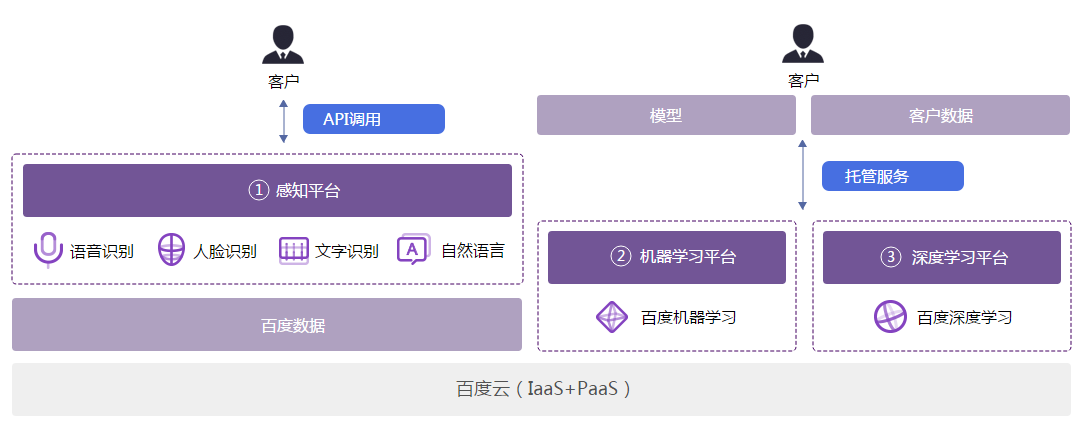 客户
API调用
① 感知平台
语音识别
人脸识别
文字识别
A
自然语言
百度数据
客户
模型
客户数据
托管服务
② 机器学习平台
百度机器学习
③ 深度学习平台
百度深度学习
百度云（IaaS+PaaS）